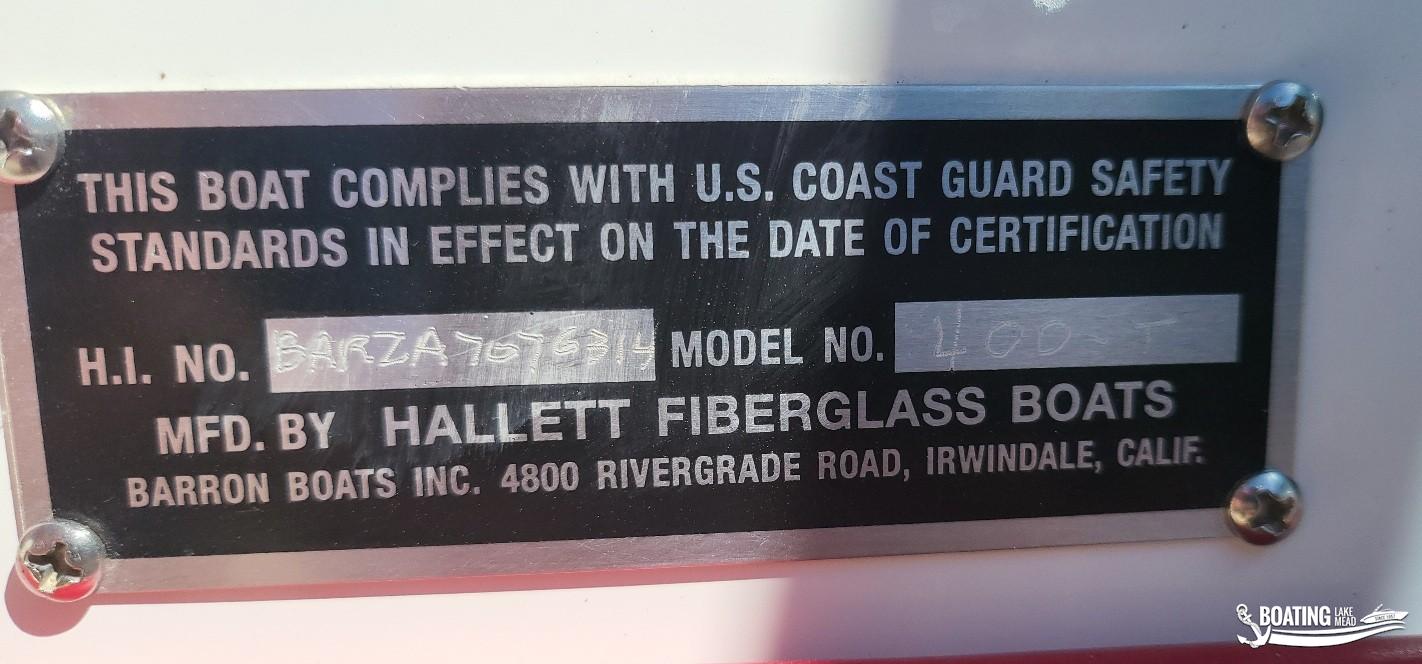 THIS BOAT COMPLIES WITH U.S. COAST GUARD SAFETY
STANDARDS IN EFFECT ON THE DATE OF CERTIFICATION
H.I. NO. MODEL NO. 400-T
MFD. BY HALLETT FIBERGLASS BOATS
BARRON BOATS INC. 4800 RIVERGRADE ROAD, IRWINDALE, CALIF.
BOATING LAKE MEAD